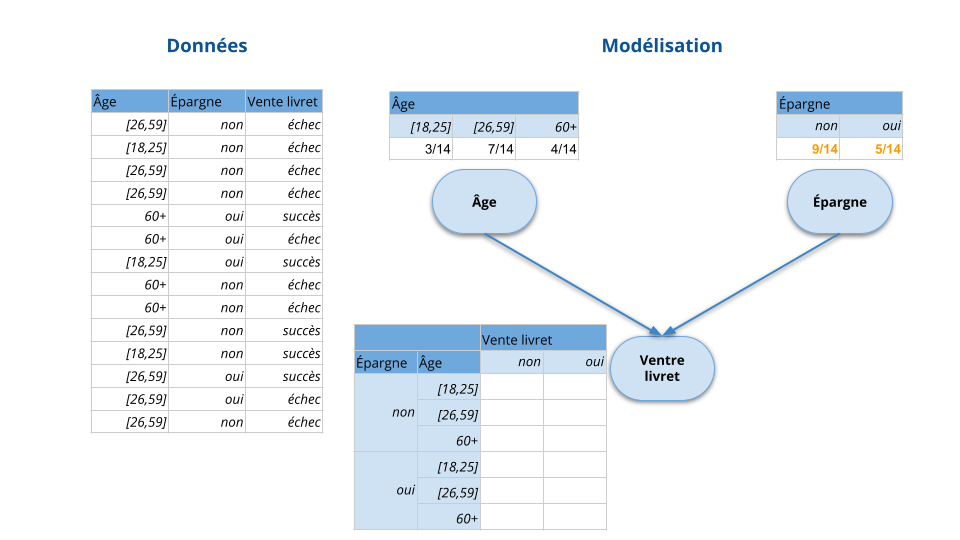 Données
Modélisation
Âge Épargne Vente livret
[26,59] non échec
[18,25] non échec
[26,59] non échec
[26,59] non échec
60+ oui succès
60+ oui échec
[18,25] oui succès
60+ non échec
60+ non échec
[26,59] non succès
[18,25] non succès
[26,59] oui succès
[26,59] oui échec
[26,59] non échec
Âge
[18,25] [26,59] 60+
3/14 7/14 4/14
Épargne
non oui
9/14 5/14
Âge
Épargne
Vente livret
Épargne Âge non oui
non
[18,25]
[26,59]
60+
oui
[18,25]
[26,59]
60+
Ventre
livret